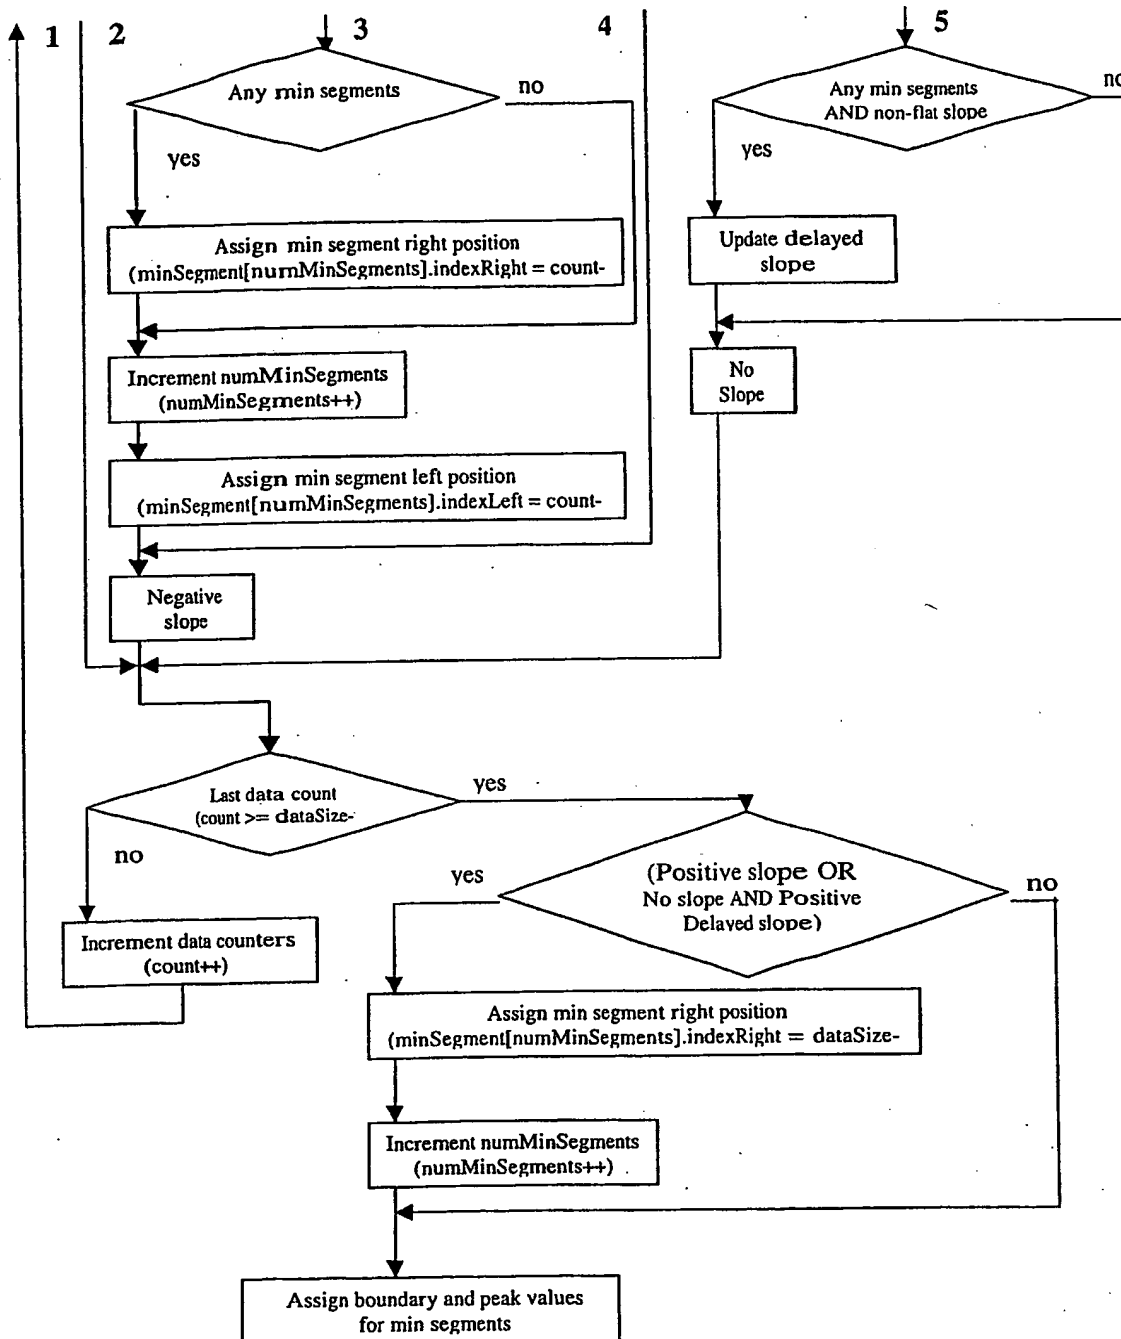 1
2
3
4
5
Any min segments
no
yes
Any min segments
AND non-flat slope
no
yes
Assign min segment right position
(minSegment[numMinSegments].indexRight = count-
Update delayed
slope
Increment numMinSegments
(numMinSegments++)
No
Slope
Assign min segment left position
(minSegment[numMinSegments].indexLeft = count-
Negative
slope
Last data count
(count >= dataSize-
yes
no
(Positive slope OR
No slope AND Positive
Delayed slope)
yes
no
Increment data counters
(count++)
Assign min segment right position
(minSegment[numMinSegments].indexRight = dataSize-
Increment numMinSegments
(numMinSegments++)
Assign boundary and peak values
for min segments